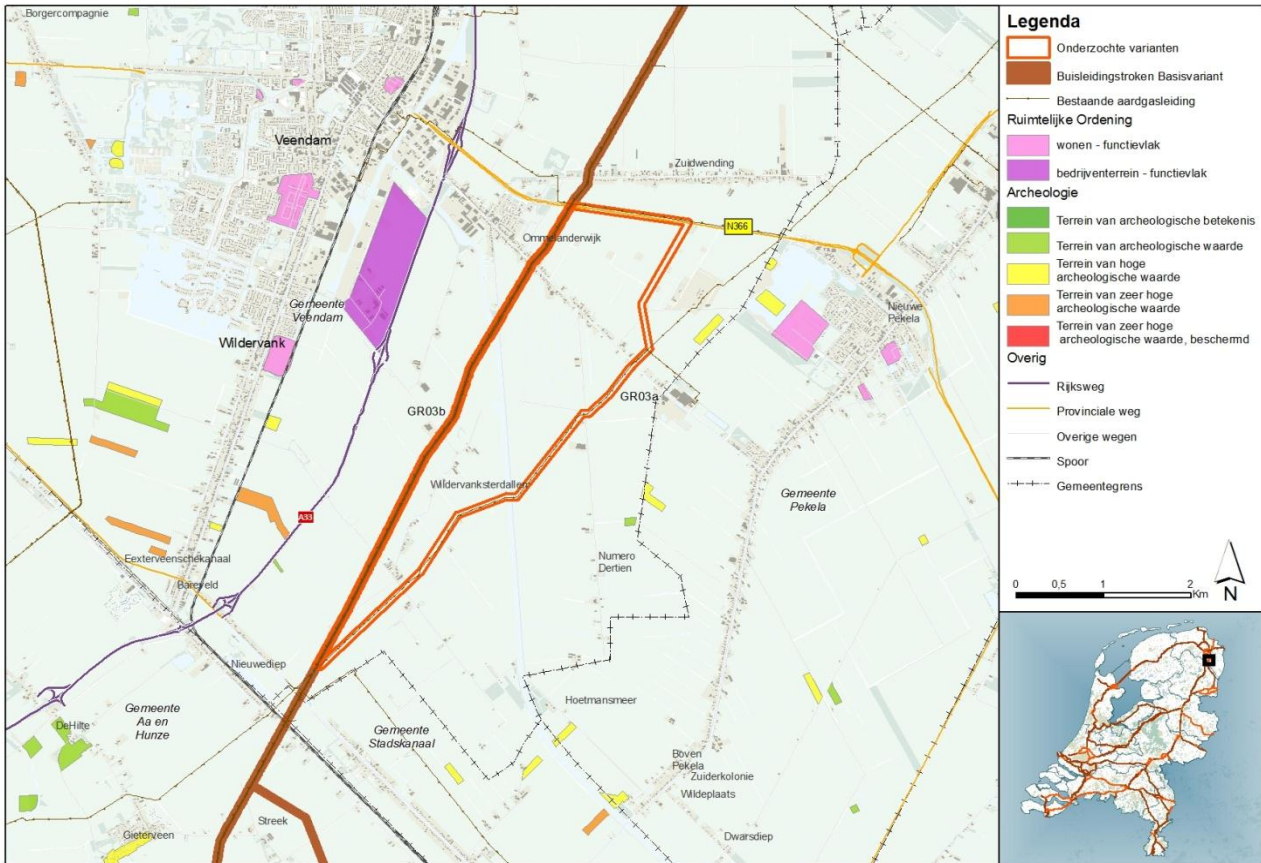 Borgercompagnie
Veendam
Zuidwending
N366
Ommelanderwijk
Gemeente
Veendam
Nieuwe
Pekela
Wildervank
GR03a
GR03b
Wildervanksterdallen
Gemeente
Pekela
A33
Numero
Dertien
Eexterveenschekanaal
Bareveld
Nieuwediep
Hoetmansmeer
Gemeente
Aa en
Hunze
DeHilte
Gemeente
Stadskanaal
Boven
Pekela
Zuiderkolonie
Wildeplaats
Streek
Gieterveen
Dwarsdiep
Legenda
Onderzochte varianten
Buisleidingstroken Basisvariant
Bestaande aardgasleiding
Ruimtelijke Ordening
wonen - functievlak
bedrijventerrein - functievlak
Archeologie
Terrein van archeologische betekenis
Terrein van archeologische waarde
Terrein van hoge
archeologische waarde
Terrein van zeer hoge
archeologische waarde
Terrein van zeer hoge
archeologische waarde, beschermd
Overig
Rijksweg
Provinciale weg
Overige wegen
Spoor
Gemeentegrens
0 0,5 1 2
Km
N